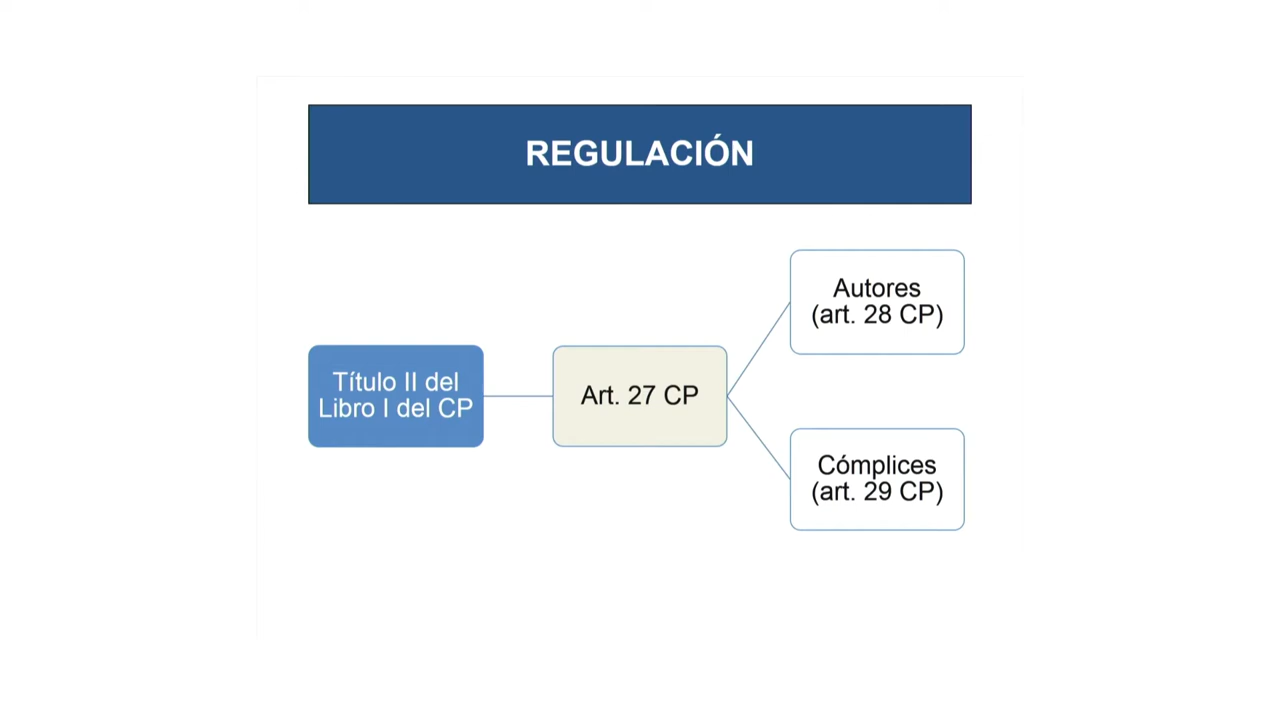 REGULACIÓN
Título II del
Libro I del CP
Art. 27 CP
Autores
(art. 28 CP)
Cómplices
(art. 29 CP)